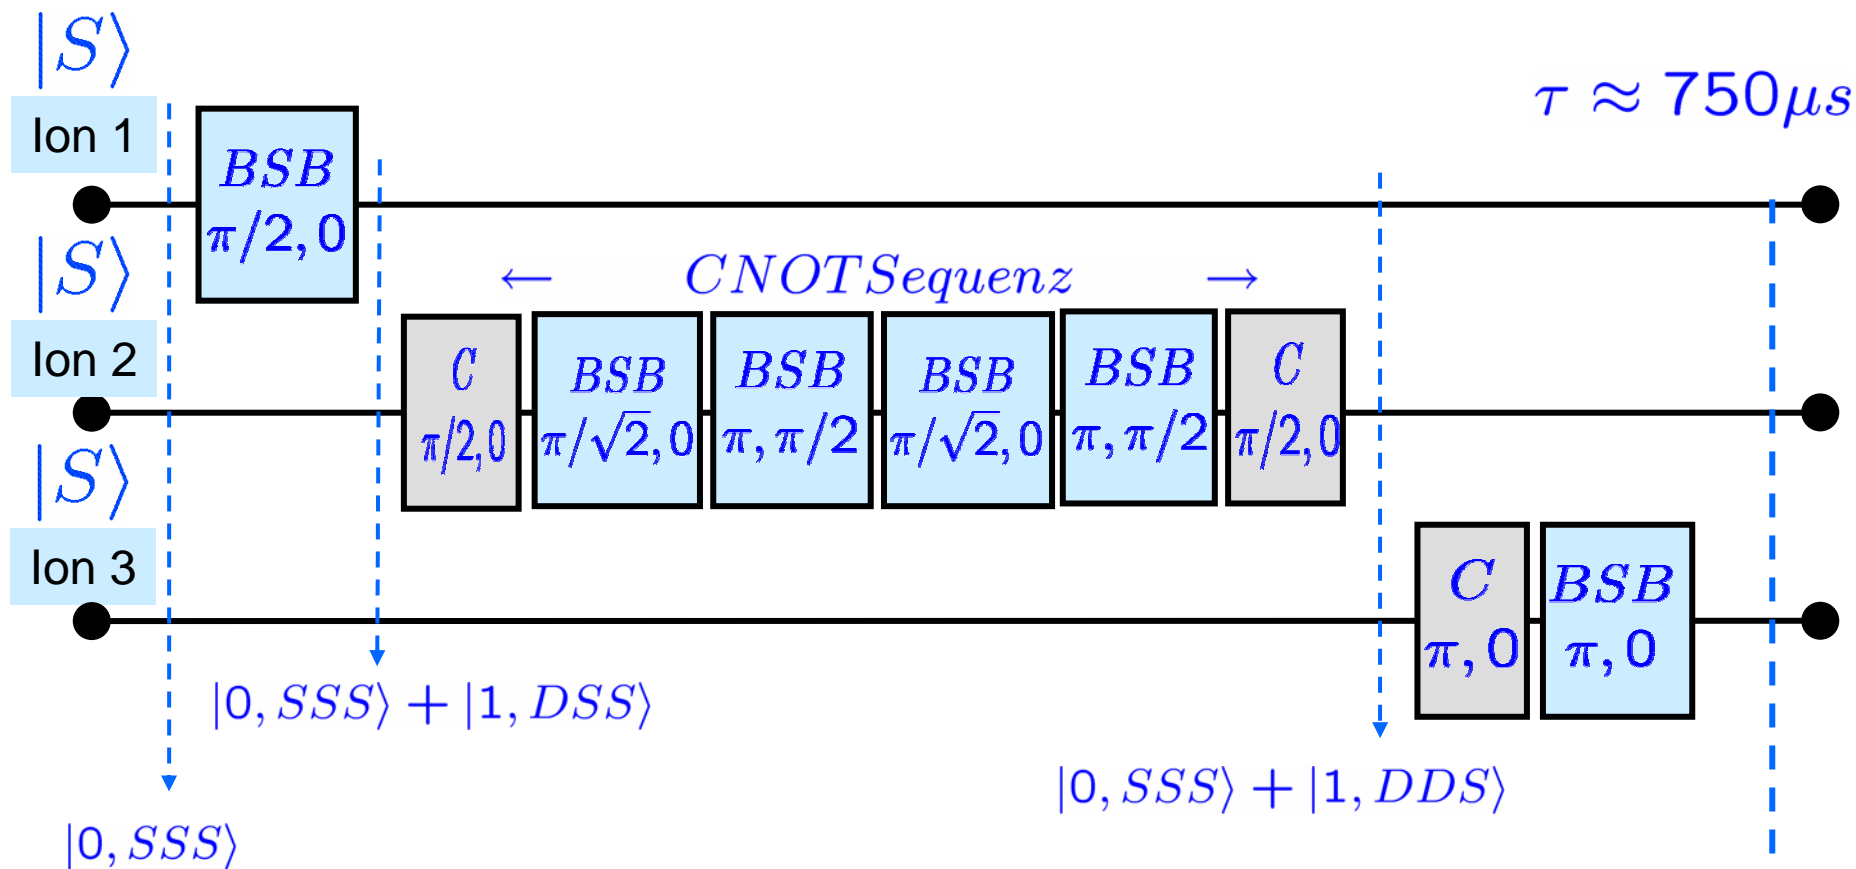 |S⟩
Ion 1
τ ≈ 750μs
BSB
π/2, 0
|S⟩
Ion 2
← CNOTSequenz →
C
π/2, 0
BSB
π/√2, 0
BSB
π, π/2
BSB
π/√2, 0
BSB
π, π/2
C
π/2, 0
|S⟩
Ion 3
C
π, 0
BSB
π, 0
|0, SSS⟩ + |1, DSS⟩
|0, SSS⟩ + |1, DDS⟩
|0, SSS⟩